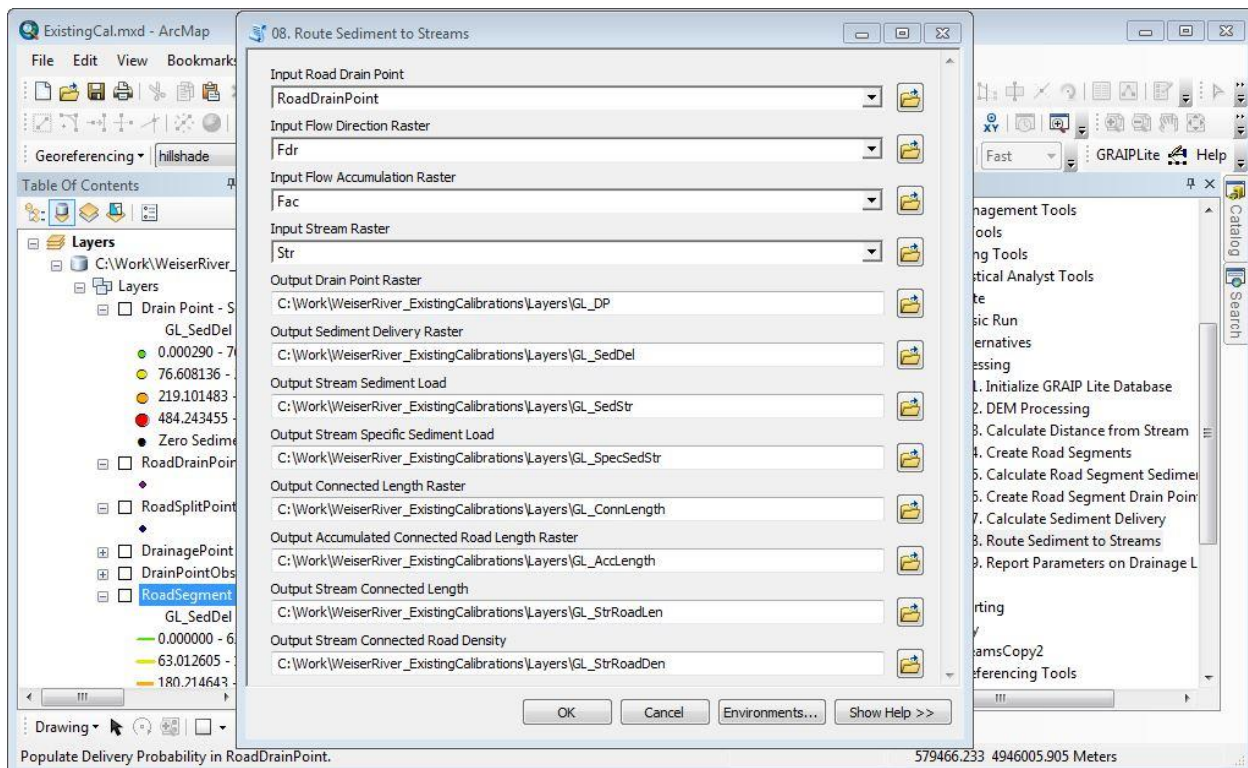 ExistingCal.mxd - ArcMap
File Edit View Bookmarks
Georeferencing hillshade
Fast GRAIPLite Help
Table Of Contents
Layers
C:\Work\WeiserRiver_
Layers
Drain Point - S
GL_SedDel
0.000290 - 7
76.608136 -
219.101483 -
484.243455 -
Zero Sedime
RoadDrainPoin
RoadSplitPoint
DrainagePoint
DrainPointObs
RoadSegment
GL_SedDel
0.000000 - 6
63.012605 -
180.214643 -
Drawing
Populate Delivery Probability in RoadDrainPoint.
08. Route Sediment to Streams
Input Road Drain Point
RoadDrainPoint
Input Flow Direction Raster
Fdr
Input Flow Accumulation Raster
Fac
Input Stream Raster
Str
Output Drain Point Raster
C:\Work\WeiserRiver_ExistingCalibrations\Layers\GL_DP
Output Sediment Delivery Raster
C:\Work\WeiserRiver_ExistingCalibrations\Layers\GL_SedDel
Output Stream Sediment Load
C:\Work\WeiserRiver_ExistingCalibrations\Layers\GL_SedStr
Output Stream Specific Sediment Load
C:\Work\WeiserRiver_ExistingCalibrations\Layers\GL_SpecSedStr
Output Connected Length Raster
C:\Work\WeiserRiver_ExistingCalibrations\Layers\GL_ConnLength
Output Accumulated Connected Road Length Raster
C:\Work\WeiserRiver_ExistingCalibrations\Layers\GL_AccLength
Output Stream Connected Length
C:\Work\WeiserRiver_ExistingCalibrations\Layers\GL_StrRoadLen
Output Stream Connected Road Density
C:\Work\WeiserRiver_ExistingCalibrations\Layers\GL_StrRoadDen
OK Cancel Environments... Show Help >>
nagement Tools
ools
ng Tools
stical Analyst Tools
te
sic Run
ernatives
essing
1. Initialize GRAIP Lite Database
2. DEM Processing
3. Calculate Distance from Stream
4. Create Road Segments
5. Calculate Road Segment Sedimer
6. Create Road Segment Drain Poin
7. Calculate Sediment Delivery
8. Route Sediment to Streams
9. Report Parameters on Drainage L
rting
y
eamsCopy2
eferencing Tools
Catalog
Search
579466.233 4946005.905 Meters